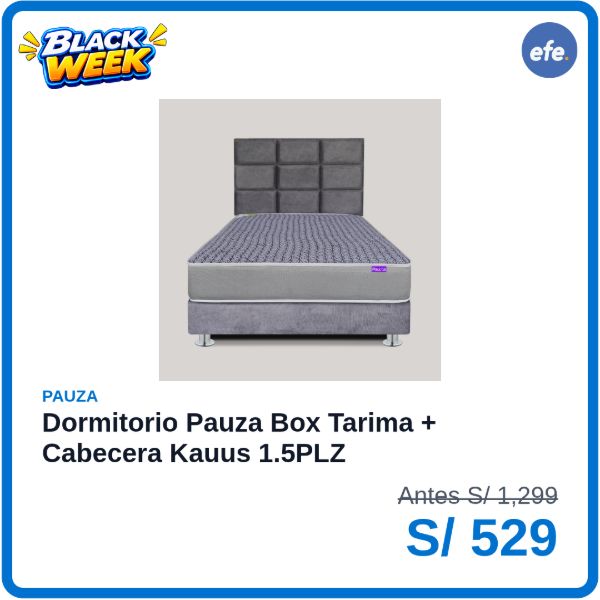 BLACK
WEEK
efe.
PAUZA
Dormitorio Pauza Box Tarima +
Cabecera Kauus 1.5PLZ
Antes S/ 1,299
S/ 529